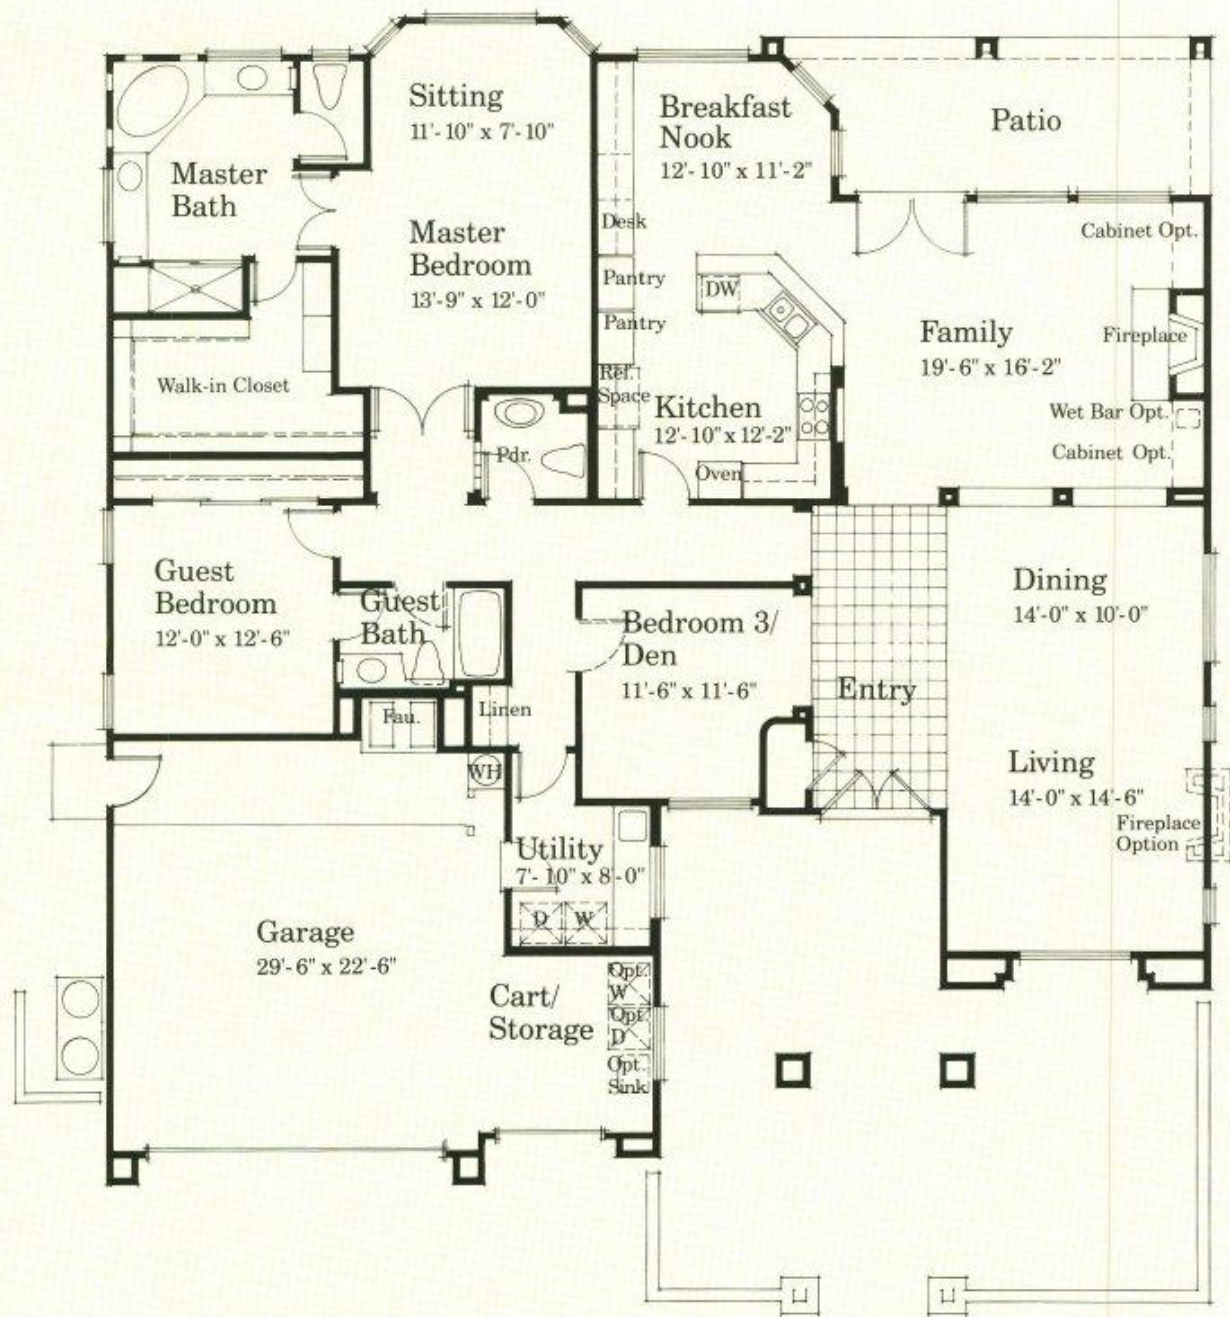 Sitting
11'-10" x 7'-10"
Breakfast
Nook
12'-10" x 11'-2"
Patio
Master
Bath
Master
Bedroom
13'-9" x 12'-0"
Desk
Pantry
Pantry
DW
Cabinet Opt.
Family
19'-6" x 16'-2"
Fireplace
Walk-in Closet
Ref.
Space
Kitchen
12'-10" x 12'-2"
Wet Bar Opt.
Cabinet Opt.
Pdr.
Oven
Guest
Bedroom
12'-0" x 12'-6"
Guest
Bath
Bedroom 3/
Den
11'-6" x 11'-6"
Dining
14'-0" x 10'-0"
Entry
Fau.
Linen
WH
Living
14'-0" x 14'-6"
Fireplace
Option
Utility
7'-10" x 8'-0"
D
W
Garage
29'-6" x 22'-6"
Cart/
Storage
Opt.
W
Opt.
D
Opt.
Sink